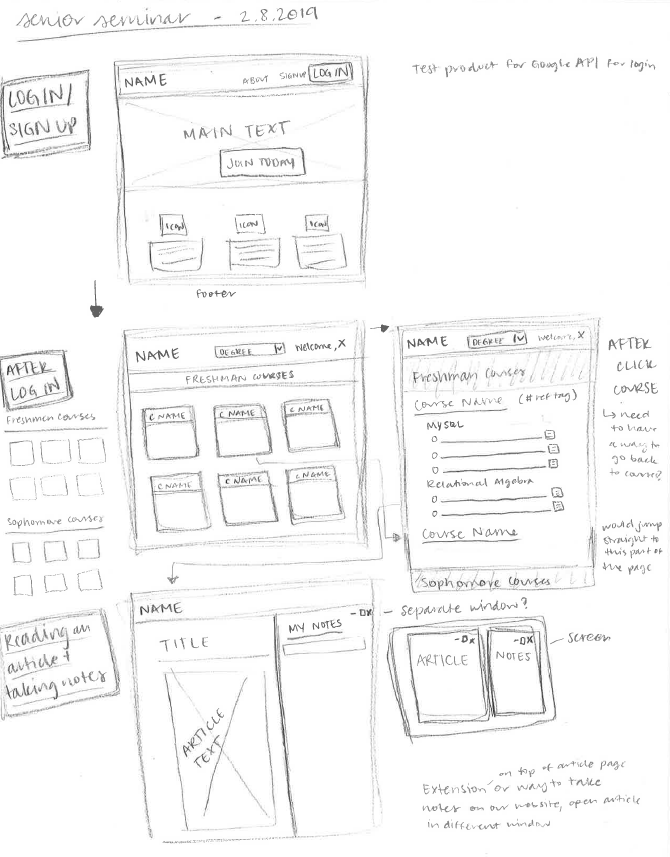 senior seminar - 2.8.2019
Test product for Google API for login
LOGIN/
SIGN UP
NAME
ABOUT SIGNUP LOG IN
MAIN TEXT
JOIN TODAY
ICON ICON ICON
Footer
AFTER
LOG IN
Freshman courses
Sophomore courses
NAME DEGREE Welcome, X
FRESHMAN COURSES
C NAME C NAME C NAME
C NAME C NAME C NAME
NAME DEGREE Welcome, X
Freshman Courses
Course Name (#ref tag)
MYSQL
Relational Algebra
Course Name
Sophomore Courses
AFTER
CLICK
COURSE
↳ need
to have
a way to
go back
to courses?
would jump
straight to
this part of
the page
Reading an
article +
taking notes
NAME
TITLE
ARTICLE
TEXT
MY NOTES
- separate window?
ARTICLE
NOTES
screen
on top of article page
Extension or way to take
notes on our website, open article
in different window